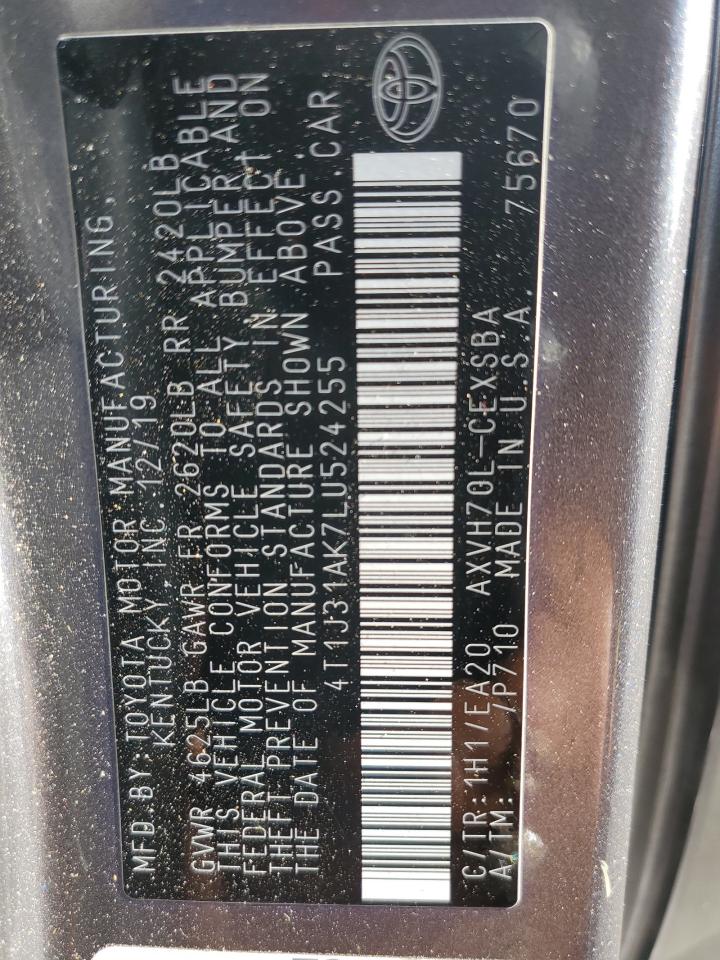 MFD.BY:TOYOTA MOTOR MANUFACTURING,
KENTUCKY INC.12/19
GVWR 4625LB GAWR FR 2620LB RR 2420LB
THIS VEHICLE CONFORMS TO ALL APPLICABLE
FEDERAL MOTOR VEHICLE SAFETY,BUMPER,AND
THEFT PREVENTION STANDARDS IN EFFECT ON
THE DATE OF MANUFACTURE SHOWN ABOVE.
4T1J31AK7LU524255 PASS.CAR
C/TR:1H1/EA20 AXVH70L-CEXSBA
A/TM: /P710 MADE IN U.S.A. 75670